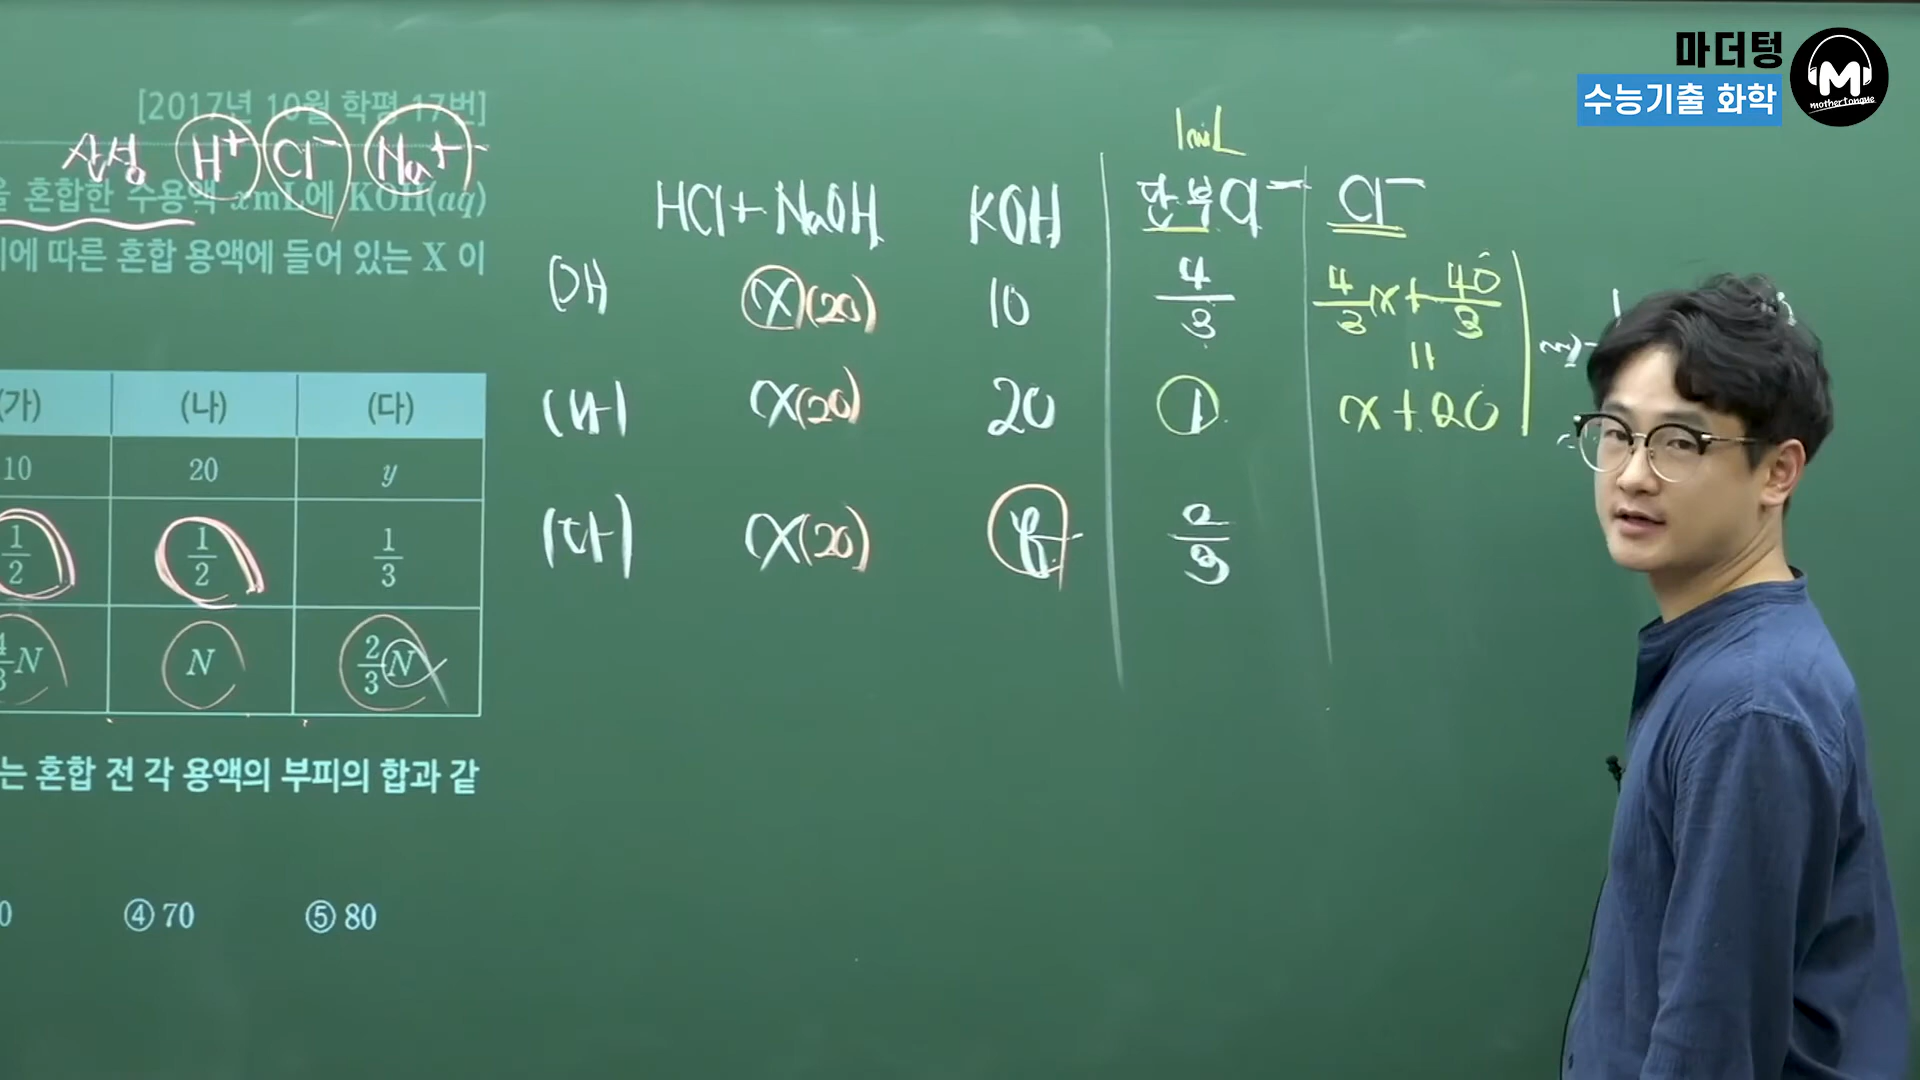 마더텅
수능기출 화학
mothertongue
[2017년 10월 학평 17번]
산성 H⁺ Cl⁻ Na⁺
을 혼합한 수용액 xmL에 KOH(aq)
에 따른 혼합 용액에 들어 있는 X 이
(가) (나) (다)
10 20 y
1/2 1/2 1/3
4/3 N N 2/3 N
는 혼합 전 각 용액의 부피의 합과 같
0 ④ 70 ⑤ 80
1mL
HCl + NaOH KOH 단부Cl⁻ Cl⁻
(가) x(20) 10 4/3 4/3 x + 40/3
||
(나) x(20) 20 1 x + 20
(다) x(20) y 2/3